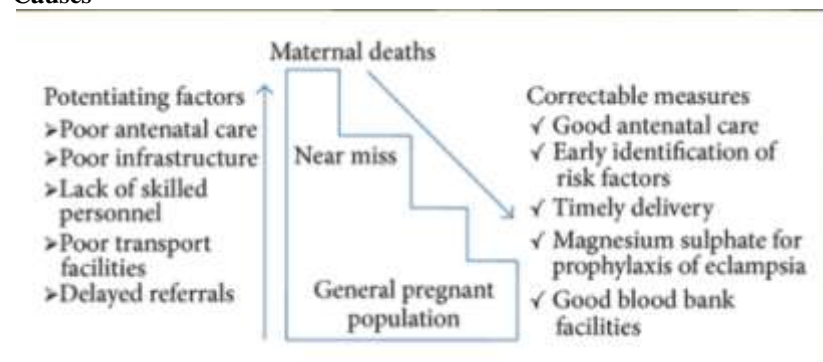 Causes
Maternal deaths
Potentiating factors
➢Poor antenatal care
➢Poor infrastructure
➢Lack of skilled
personnel
➢Poor transport
facilities
➢Delayed referrals
Near miss
General pregnant
population
Correctable measures
✓ Good antenatal care
✓ Early identification of
risk factors
✓ Timely delivery
✓ Magnesium sulphate for
prophylaxis of eclampsia
✓ Good blood bank
facilities